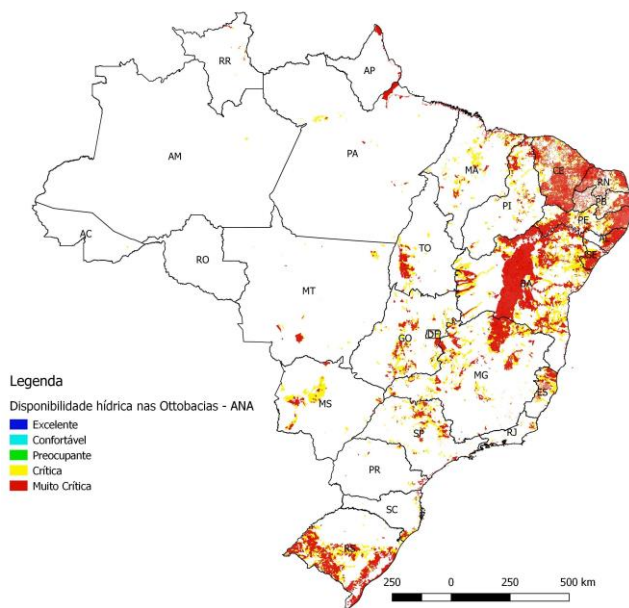 RR
AP
AM
PA
MA
CE
RN
PB
PE
PI
AC
TO
RO
BA
MT
GO
DF
MG
ES
MS
SP
RJ
PR
SC
RS
Legenda
Disponibilidade hídrica nas Ottobacias - ANA
Excelente
Confortável
Preocupante
Crítica
Muito Crítica
250 0 250 500 km